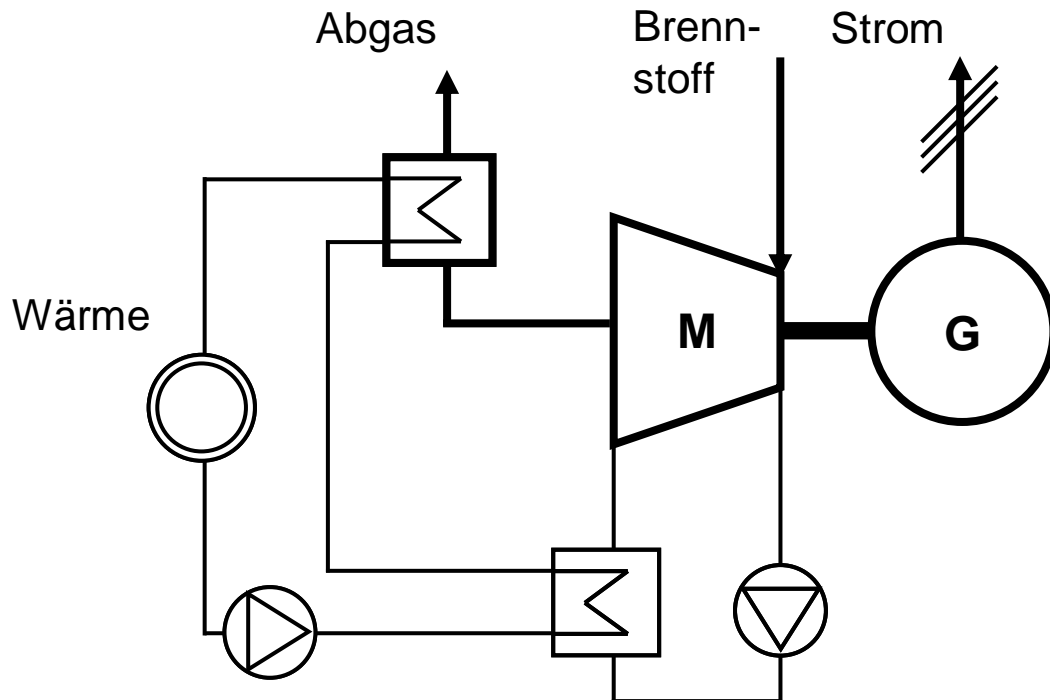 Abgas
Brenn-
stoff
Strom
Wärme
M
G